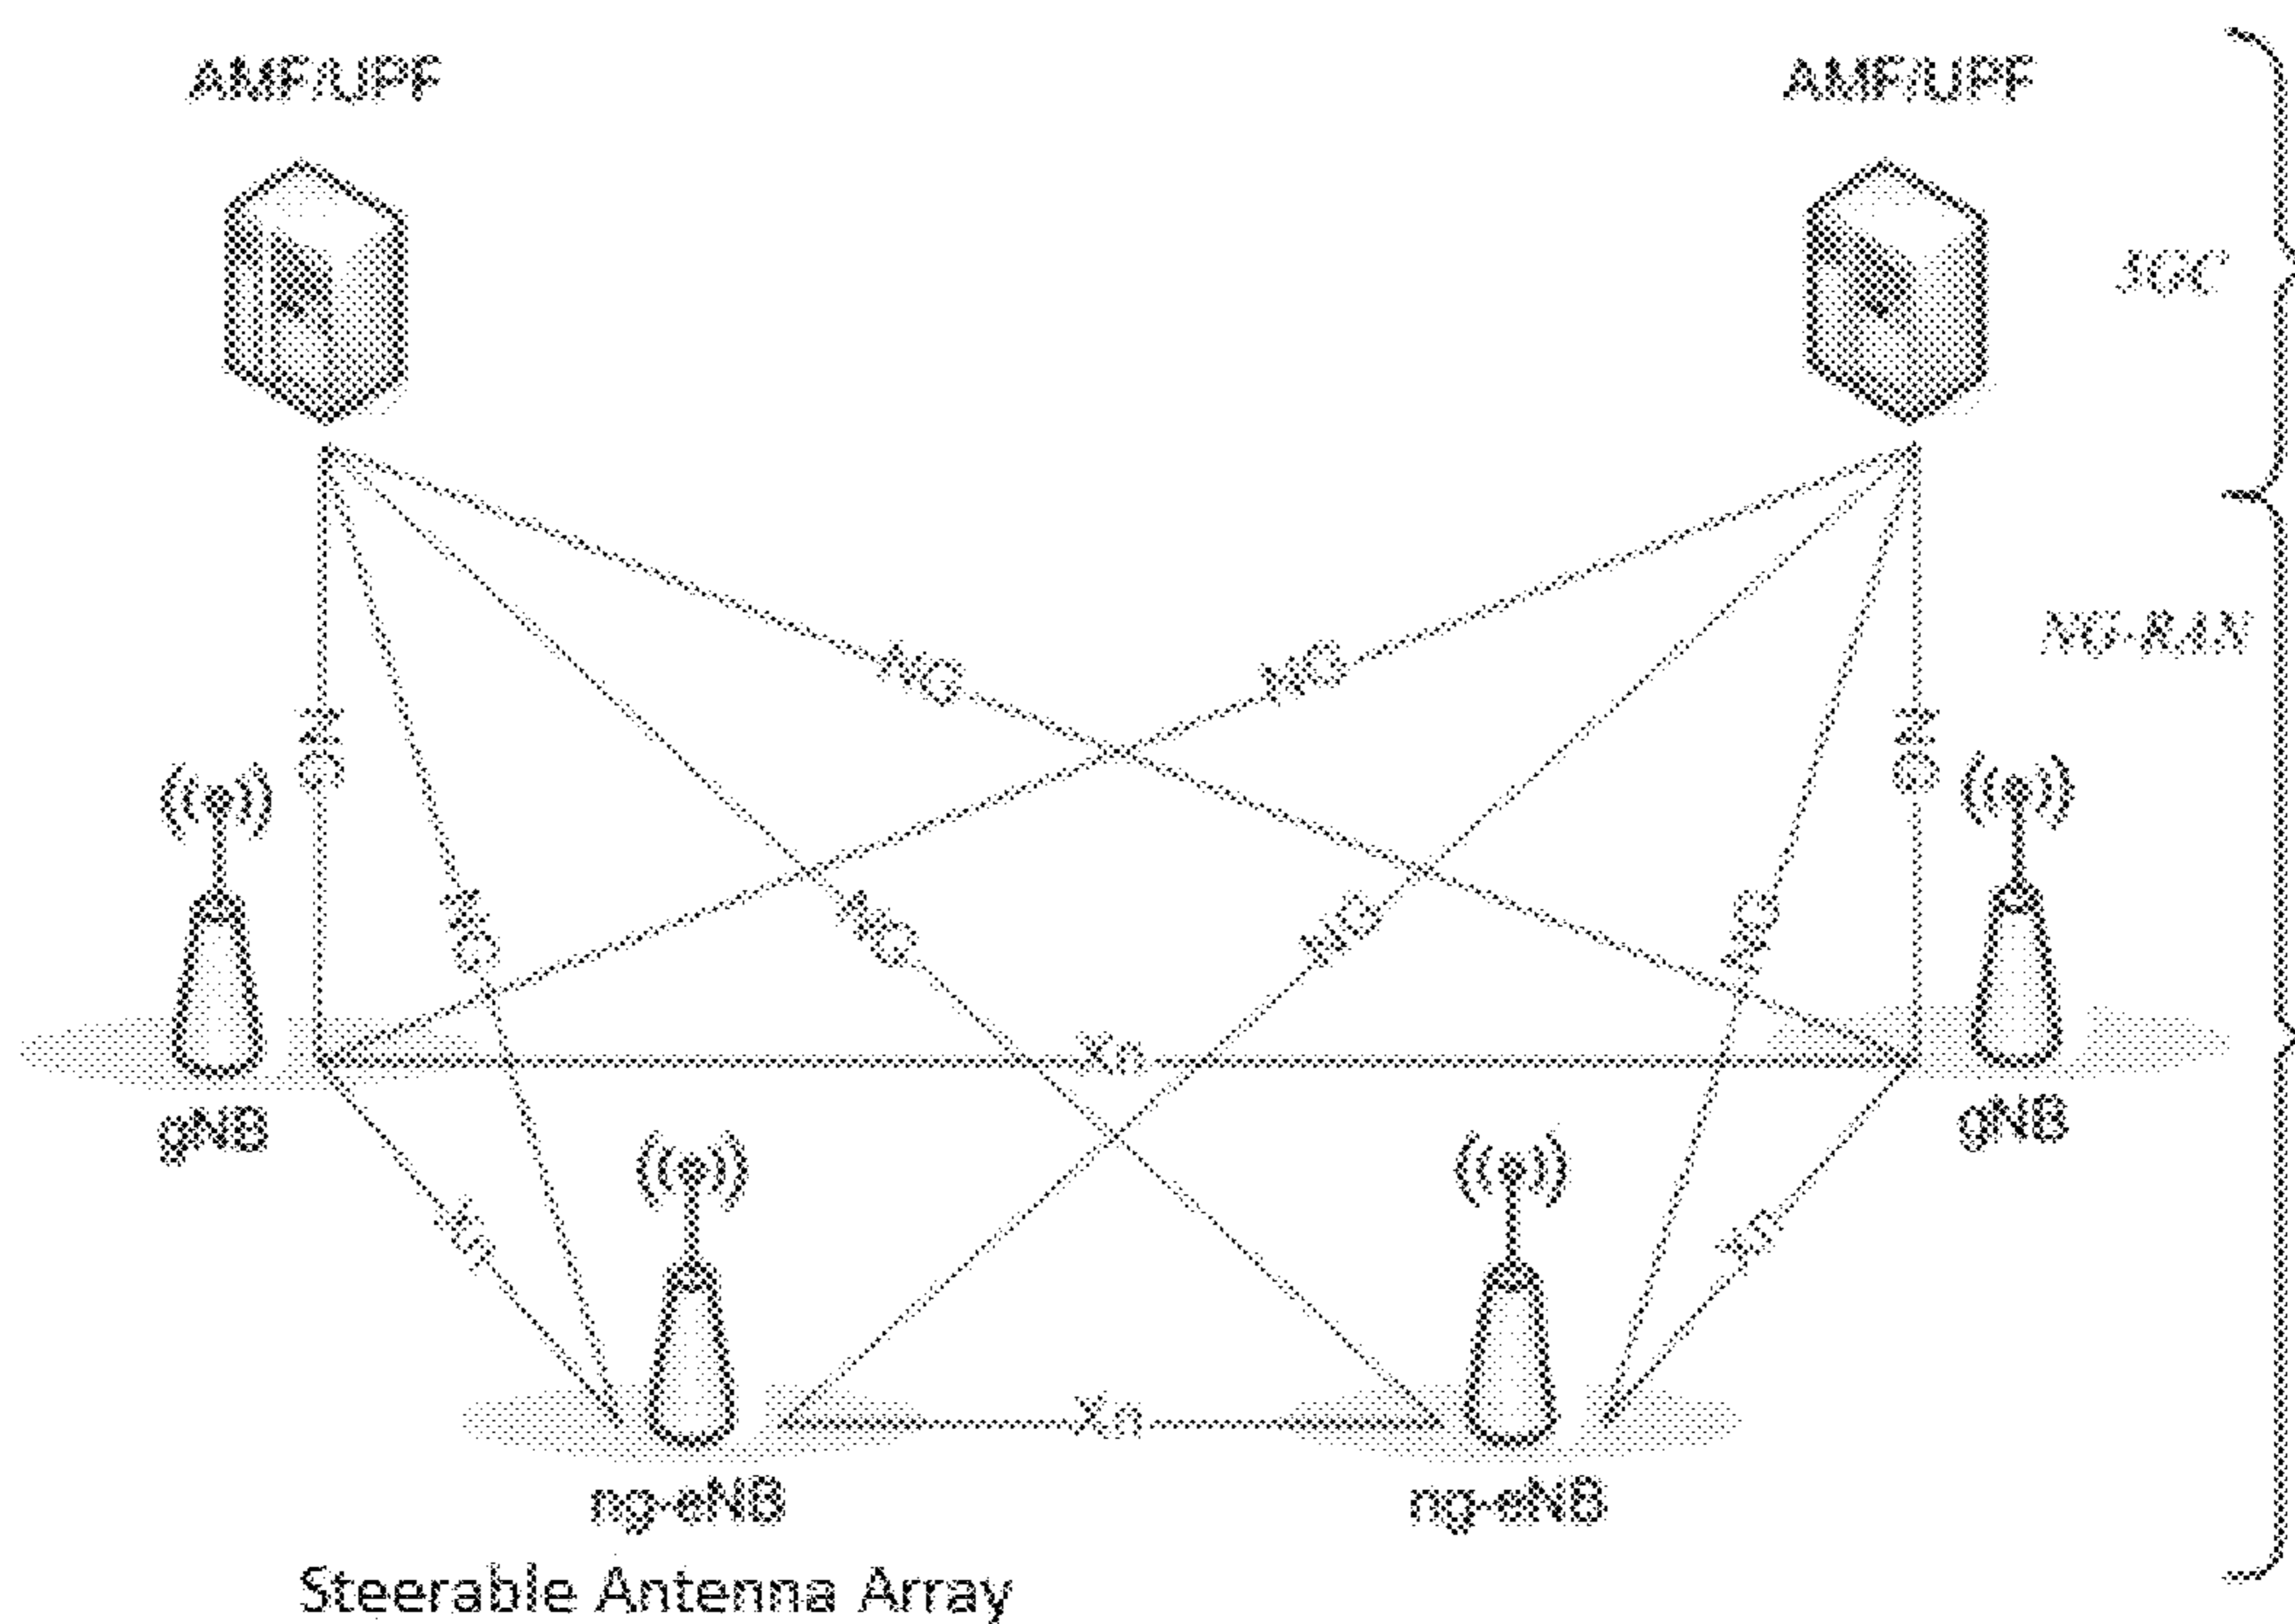 AMF/UPF
AMF/UPF
5GC
NG-RAN
NG
NG
NG
NG
NG
NG
NG
NG
Xn
gNB
gNB
Xn
Xn
Xn
ng-eNB
ng-eNB
Steerable Antenna Array